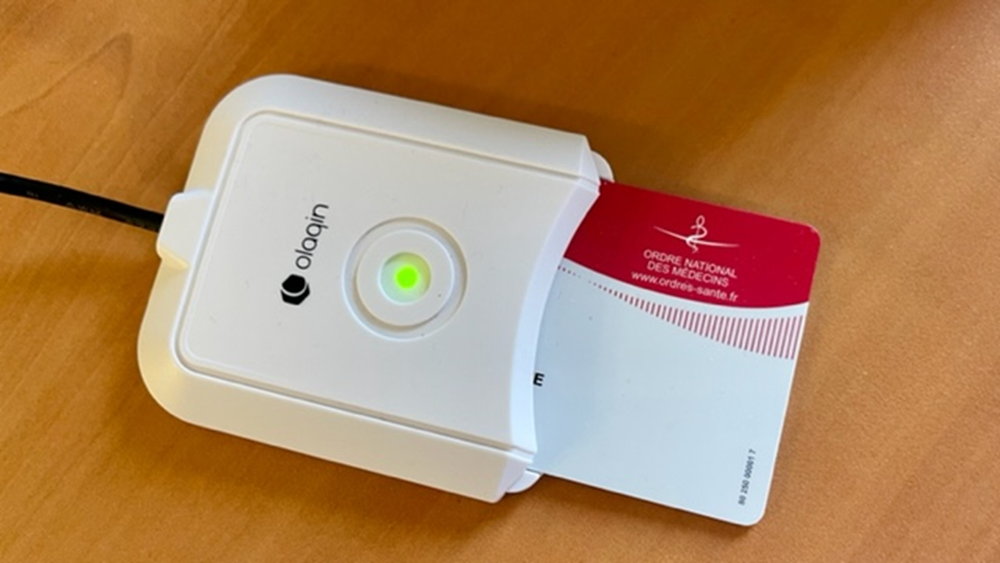 olaqin
ORDRE NATIONAL
DES MÉDECINS
www.ordres-sante.fr
E
80 250 00001 7